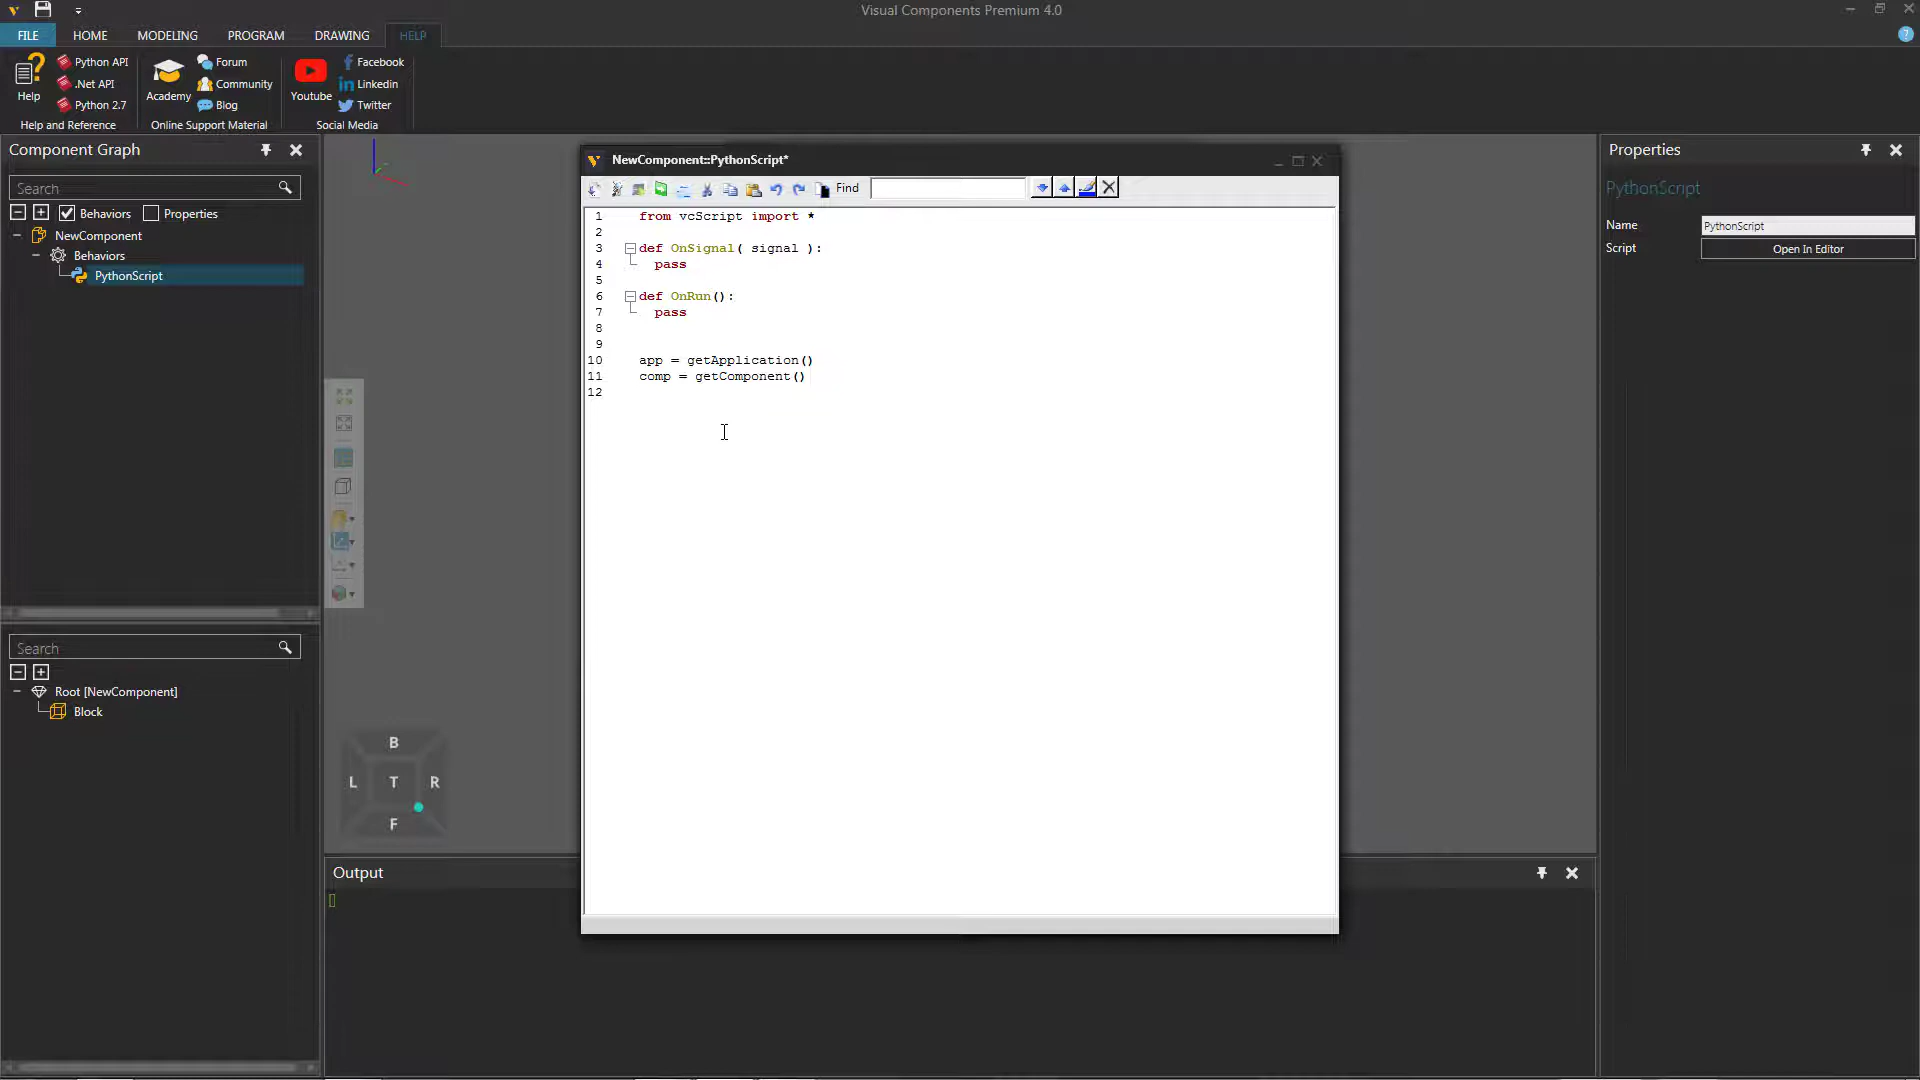 Visual Components Premium 4.0
FILE HOME MODELING PROGRAM DRAWING HELP
Help
Python API
.Net API
Python 2.7
Help and Reference
Academy
Forum
Community
Blog
Online Support Material
Youtube
Facebook
Linkedin
Twitter
Social Media
Component Graph
Search
Behaviors Properties
NewComponent
Behaviors
PythonScript
Search
Root [NewComponent]
Block
B
L T R
F
NewComponent::PythonScript*
Find
1 from vcScript import *
2
3 def OnSignal( signal ):
4 pass
5
6 def OnRun():
7 pass
8
9
10 app = getApplication()
11 comp = getComponent()
12
Output
Properties
PythonScript
Name PythonScript
Script Open In Editor